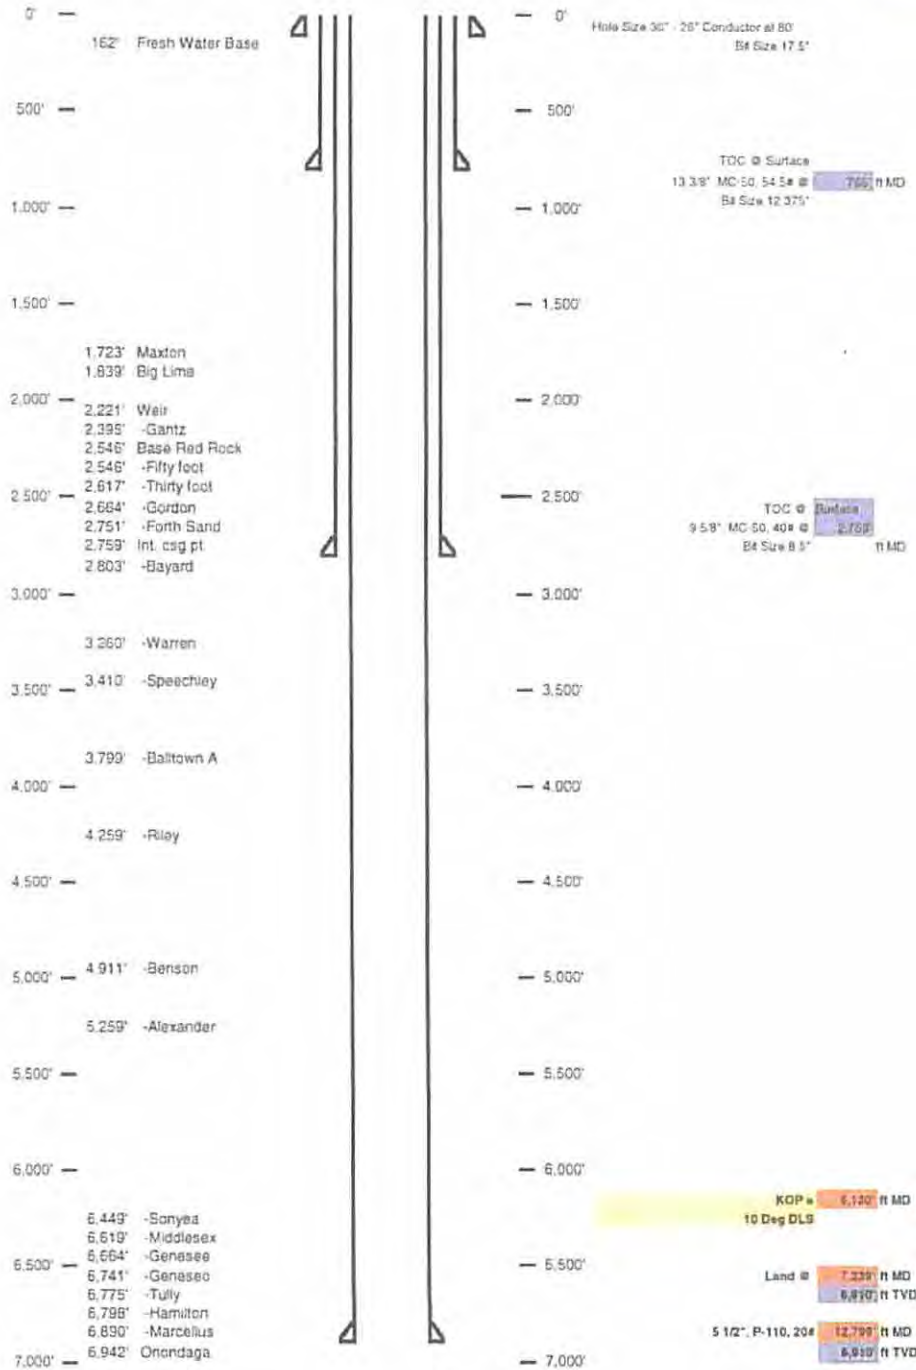 0'
162' Fresh Water Base
500'
1,000'
1,500'
1,723' Maxton
1,839' Big Lime
2,000'
2,221' Weir
2,395' -Gantz
2,546' Base Red Rock
2,546' -Fifty foot
2,617' -Thirty foot
2,500'
2,664' -Gordon
2,751' -Forth Sand
2,759' Int. csg pt
2,803' -Bayard
3,000'
3,260' -Warren
3,410' -Speechley
3,500'
3,799' -Balltown A
4,000'
4,259' -Riley
4,500'
4,911' -Benson
5,000'
5,259' -Alexander
5,500'
6,000'
6,449' -Sonyea
6,619' -Middlesex
6,664' -Genesee
6,500'
6,741' -Geneseo
6,775' -Tully
6,798' -Hamilton
6,890' -Marcellus
6,942' Onondaga
7,000'
0'
500'
1,000'
1,500'
2,000'
2,500'
3,000'
3,500'
4,000'
4,500'
5,000'
5,500'
6,000'
6,500'
7,000'
Hole Size 30" - 26" Conductor at 80'
Bit Size 17.5"
TOC @ Surface
13 3/8" MC-50, 54.5# @ ft MD
Bit Size 12.375"
TOC @ Surface
9 5/8" MC-50, 40# @ 2,759'
Bit Size 8.5" ft MD
KOP = ft MD
10 Deg DLS
Land @ ft MD
6,910' ft TVD
5 1/2", P-110, 20# ft MD
6,910' ft TVD